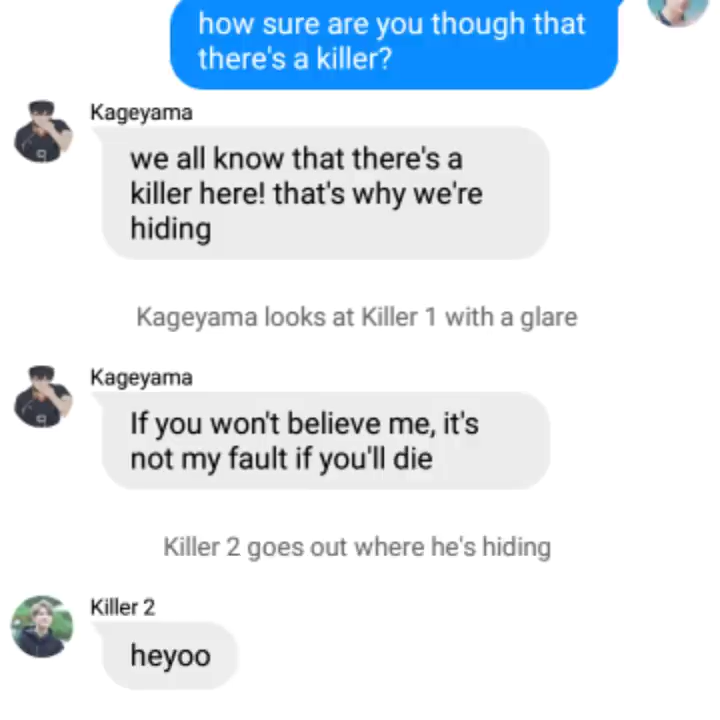 how sure are you though that
there's a killer?
Kageyama
we all know that there's a
killer here! that's why we're
hiding
Kageyama looks at Killer 1 with a glare
Kageyama
If you won't believe me, it's
not my fault if you'll die
Killer 2 goes out where he's hiding
Killer 2
heyoo